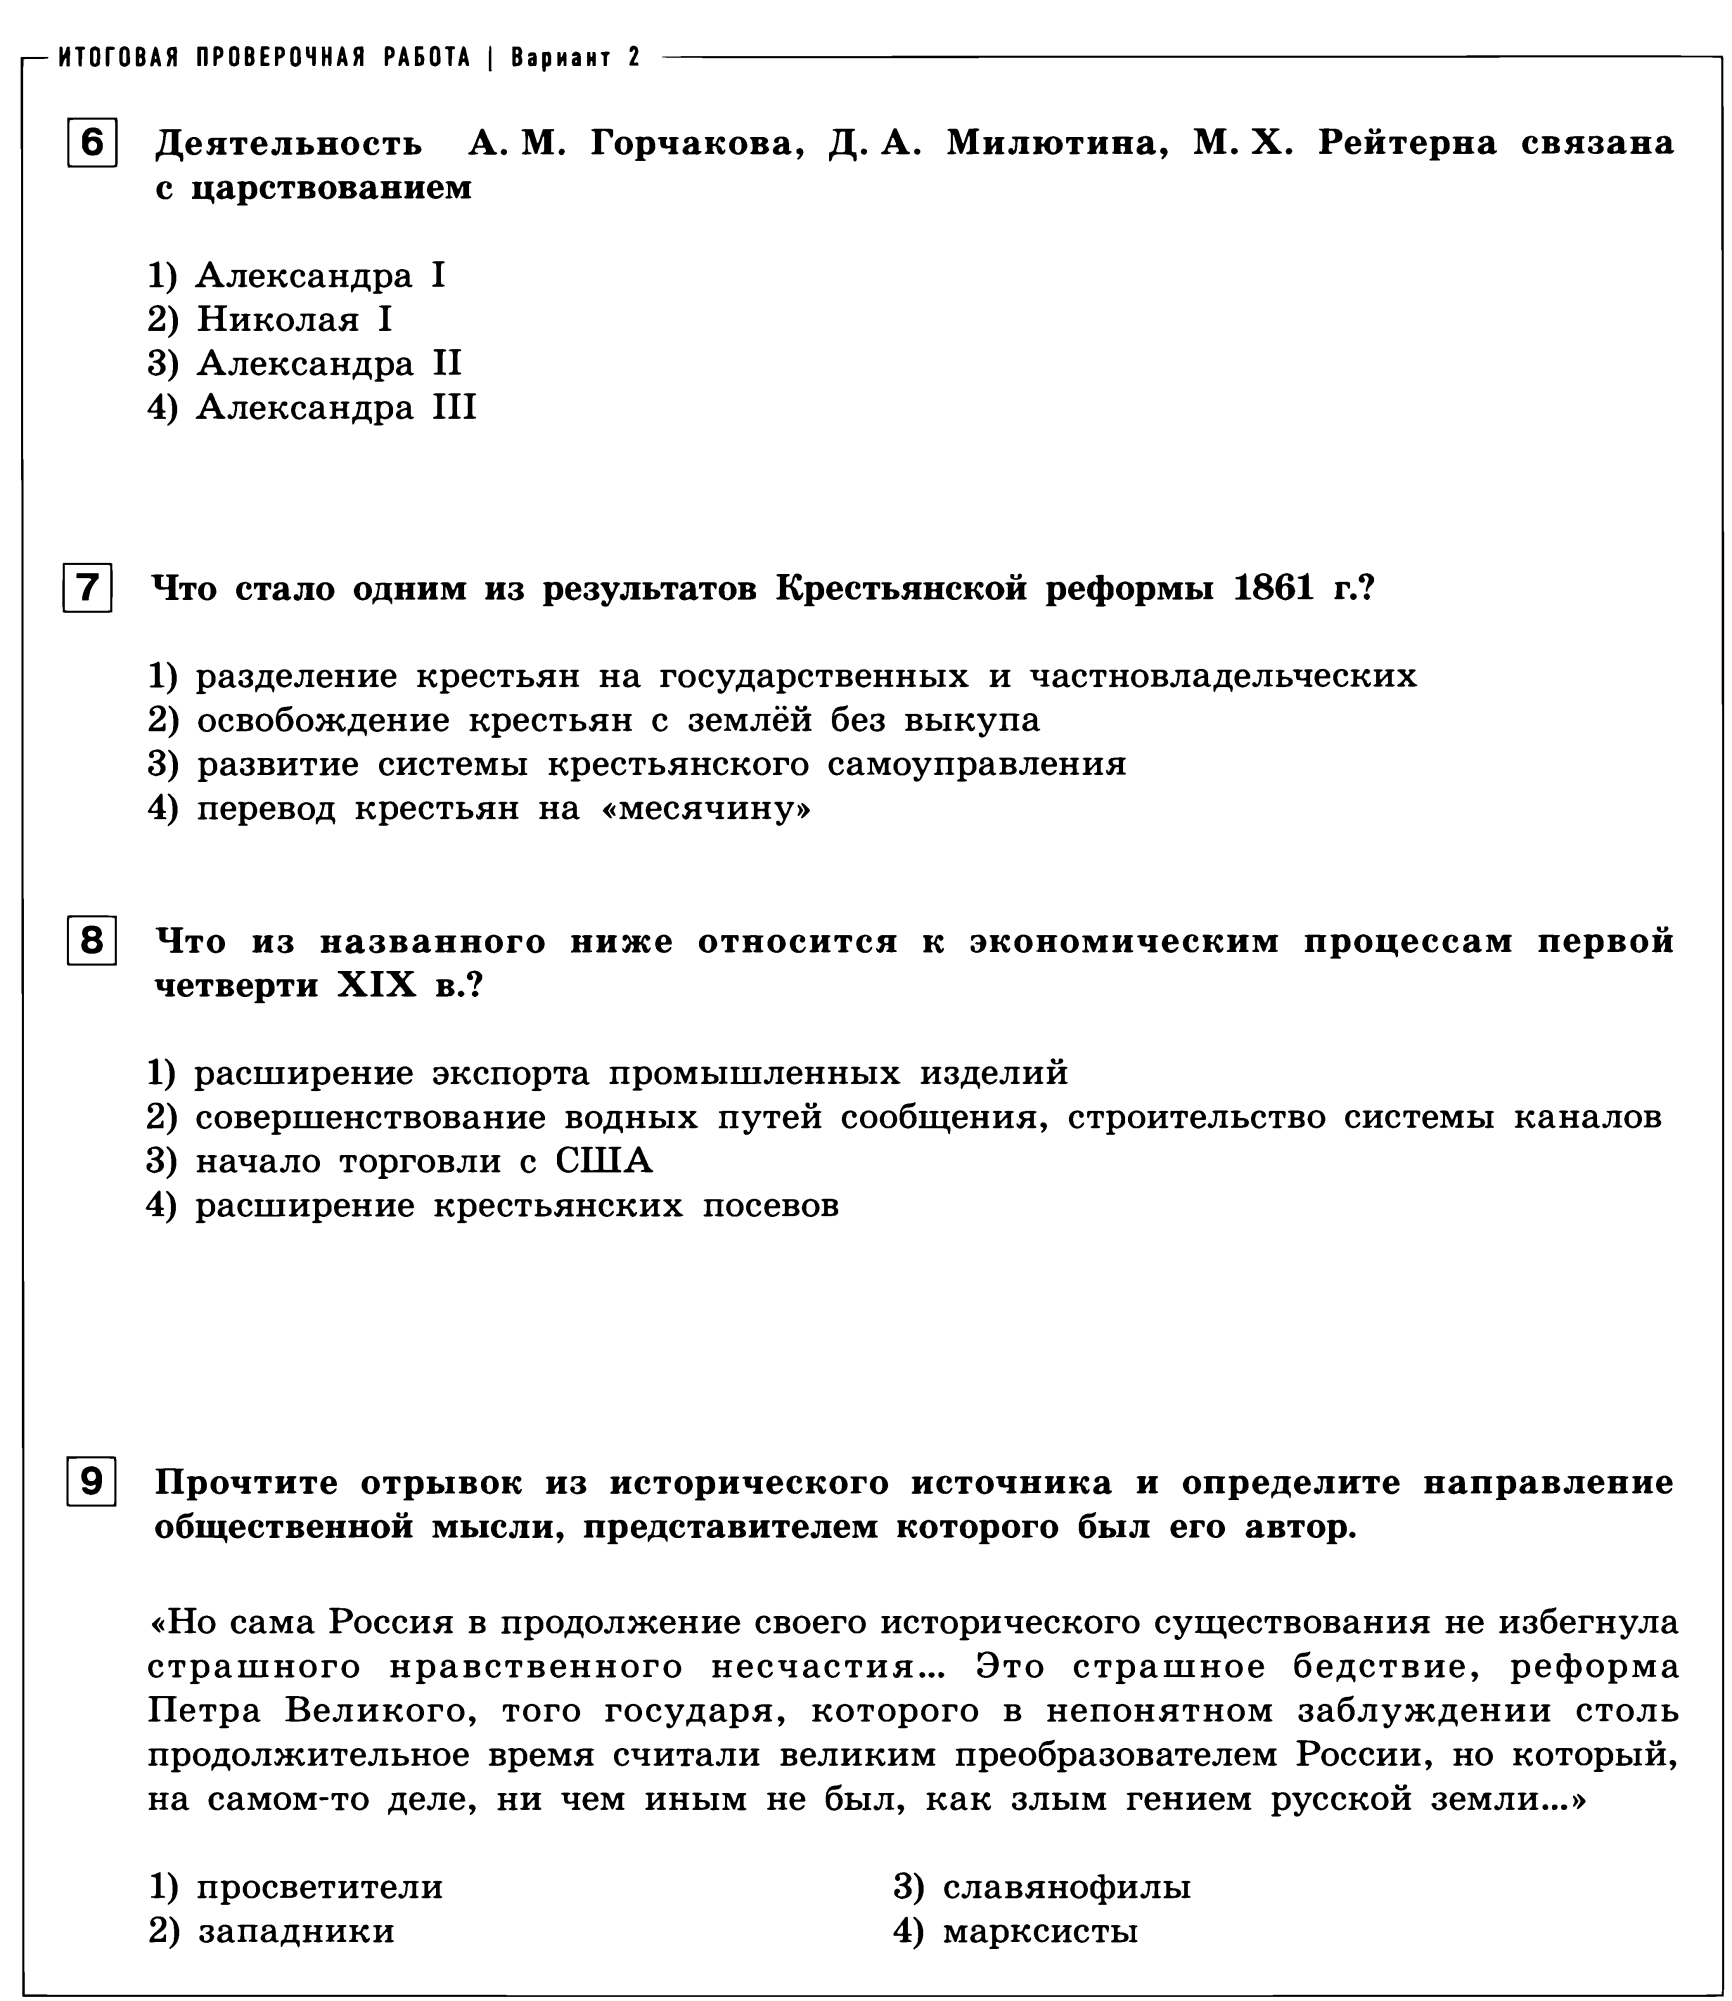 ИТОГОВАЯ ПРОВЕРОЧНАЯ РАБОТА | Вариант 2
6 Деятельность А. М. Горчакова, Д. А. Милютина, М. Х. Рейтерна связана
с царствованием
1) Александра I
2) Николая I
3) Александра II
4) Александра III
7 Что стало одним из результатов Крестьянской реформы 1861 г.?
1) разделение крестьян на государственных и частновладельческих
2) освобождение крестьян с землёй без выкупа
3) развитие системы крестьянского самоуправления
4) перевод крестьян на «месячину»
8 Что из названного ниже относится к экономическим процессам первой
четверти XIX в.?
1) расширение экспорта промышленных изделий
2) совершенствование водных путей сообщения, строительство системы каналов
3) начало торговли с США
4) расширение крестьянских посевов
9 Прочтите отрывок из исторического источника и определите направление
общественной мысли, представителем которого был его автор.
«Но сама Россия в продолжение своего исторического существования не избегнула
страшного нравственного несчастия... Это страшное бедствие, реформа
Петра Великого, того государя, которого в непонятном заблуждении столь
продолжительное время считали великим преобразователем России, но который,
на самом-то деле, ни чем иным не был, как злым гением русской земли...»
1) просветители
2) западники
3) славянофилы
4) марксисты